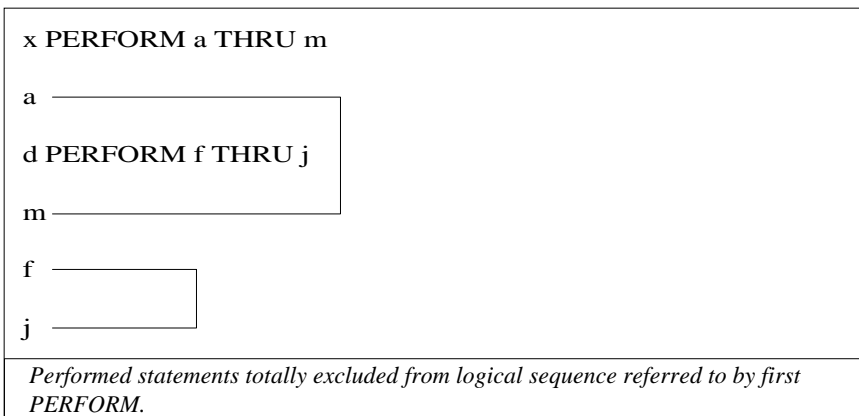 x PERFORM a THRU m
a
d PERFORM f THRU j
m
f
j
Performed statements totally excluded from logical sequence referred to by first
PERFORM.